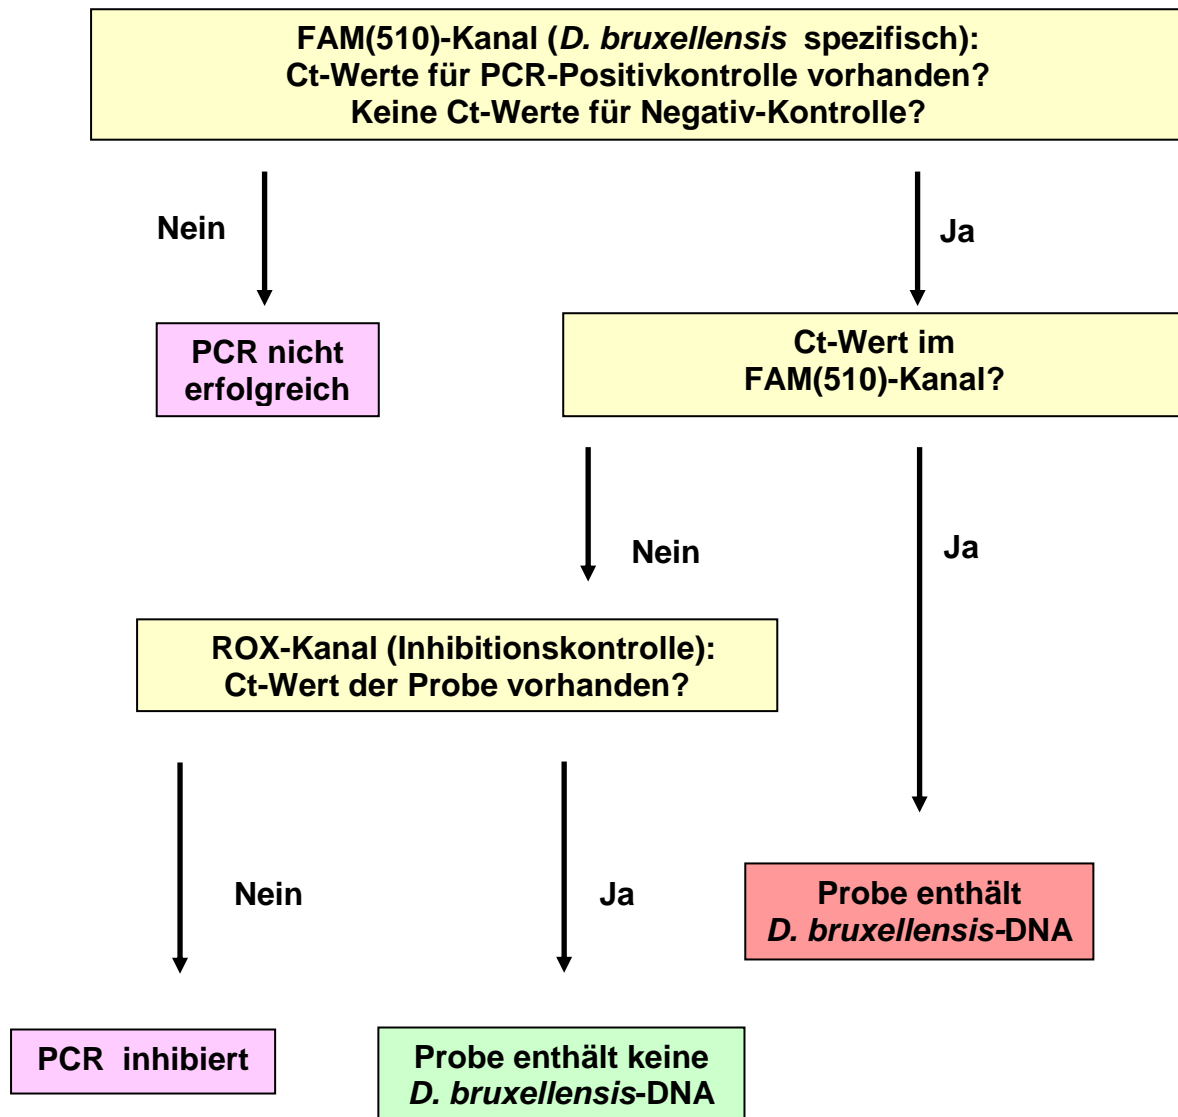 FAM(510)-Kanal (D. bruxellensis spezifisch):
Ct-Werte für PCR-Positivkontrolle vorhanden?
Keine Ct-Werte für Negativ-Kontrolle?
Nein
Ja
PCR nicht
erfolgreich
Ct-Wert im
FAM(510)-Kanal?
Nein
Ja
ROX-Kanal (Inhibitionskontrolle):
Ct-Wert der Probe vorhanden?
Nein
Ja
Probe enthält
D. bruxellensis-DNA
PCR inhibiert
Probe enthält keine
D. bruxellensis-DNA